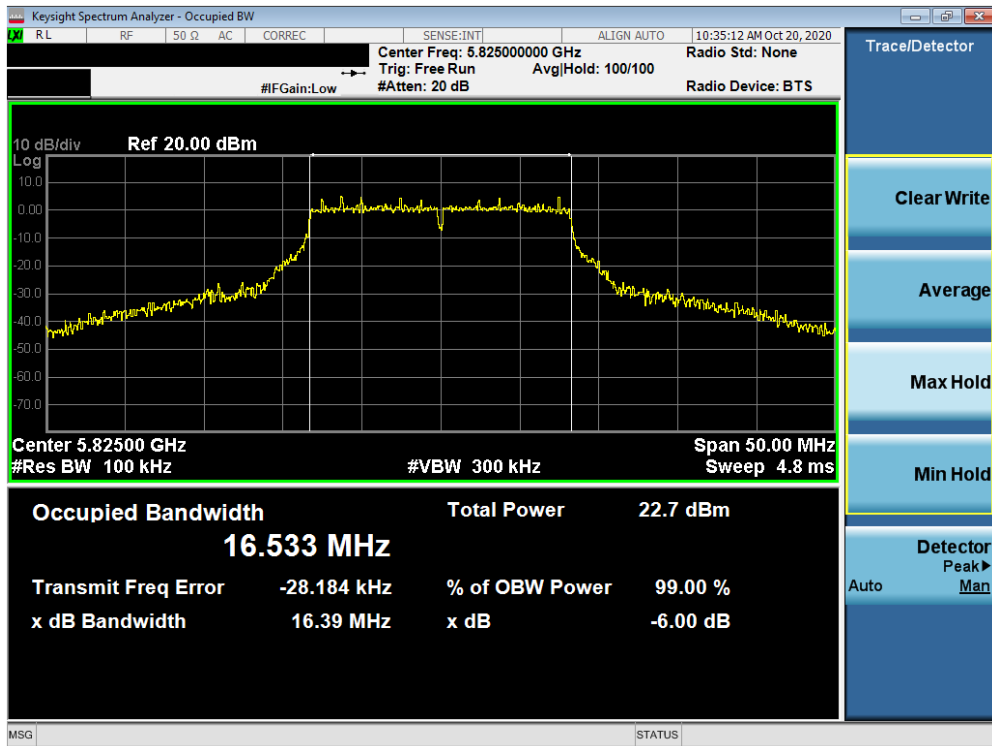 Keysight Spectrum Analyzer - Occupied BW
LXI RL RF 50 Ω AC CORREC SENSE:INT ALIGN AUTO 10:35:12 AM Oct 20, 2020
Center Freq: 5.825000000 GHz Radio Std: None
Trig: Free Run Avg|Hold: 100/100
#IFGain:Low #Atten: 20 dB Radio Device: BTS
Trace/Detector
10 dB/div Ref 20.00 dBm
Log
10.0
0.00
-10.0
-20.0
-30.0
-40.0
-50.0
-60.0
-70.0
Center 5.82500 GHz Span 50.00 MHz
#Res BW 100 kHz #VBW 300 kHz Sweep 4.8 ms
Occupied Bandwidth Total Power 22.7 dBm
16.533 MHz
Transmit Freq Error -28.184 kHz % of OBW Power 99.00 %
x dB Bandwidth 16.39 MHz x dB -6.00 dB
Clear Write
Average
Max Hold
Min Hold
Detector
Peak▶
Auto Man
MSG STATUS